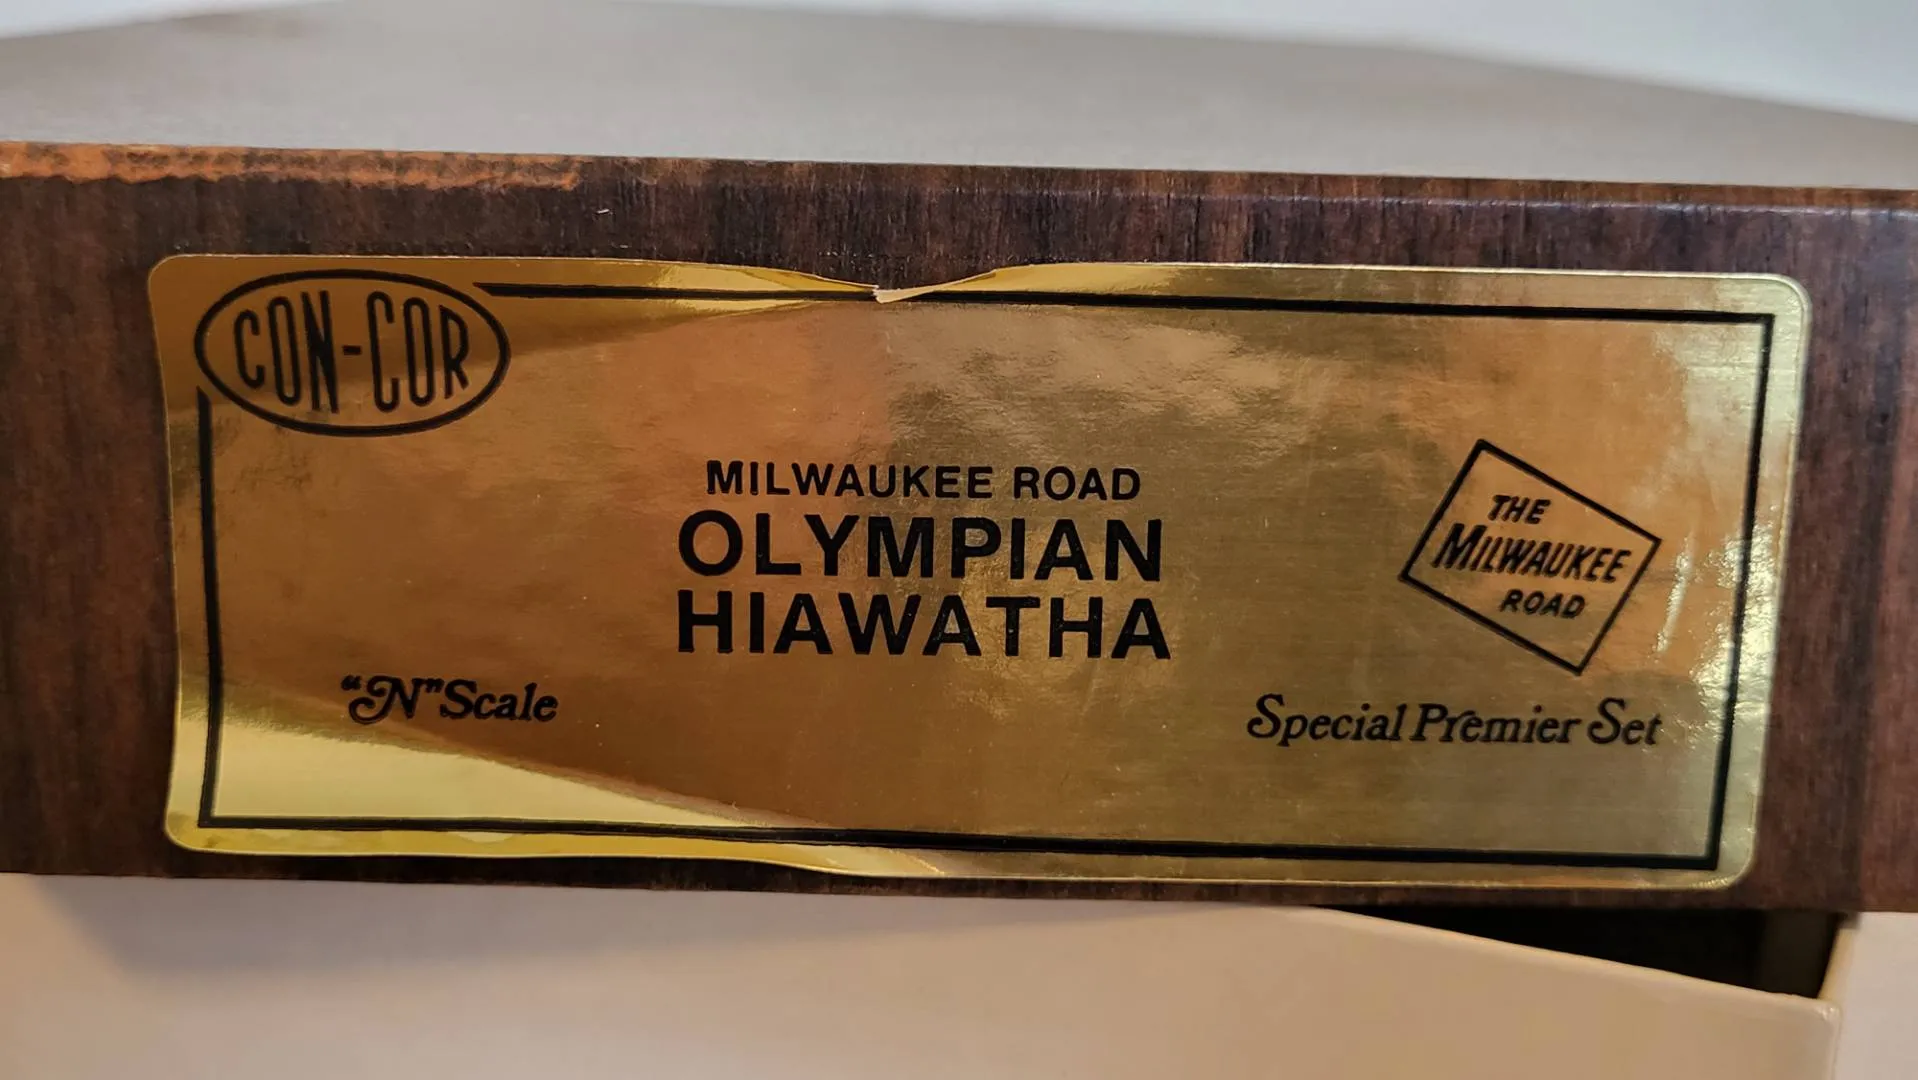 CON-COR
MILWAUKEE ROAD
OLYMPIAN
HIAWATHA
THE
MILWAUKEE
ROAD
“N” Scale
Special Premier Set